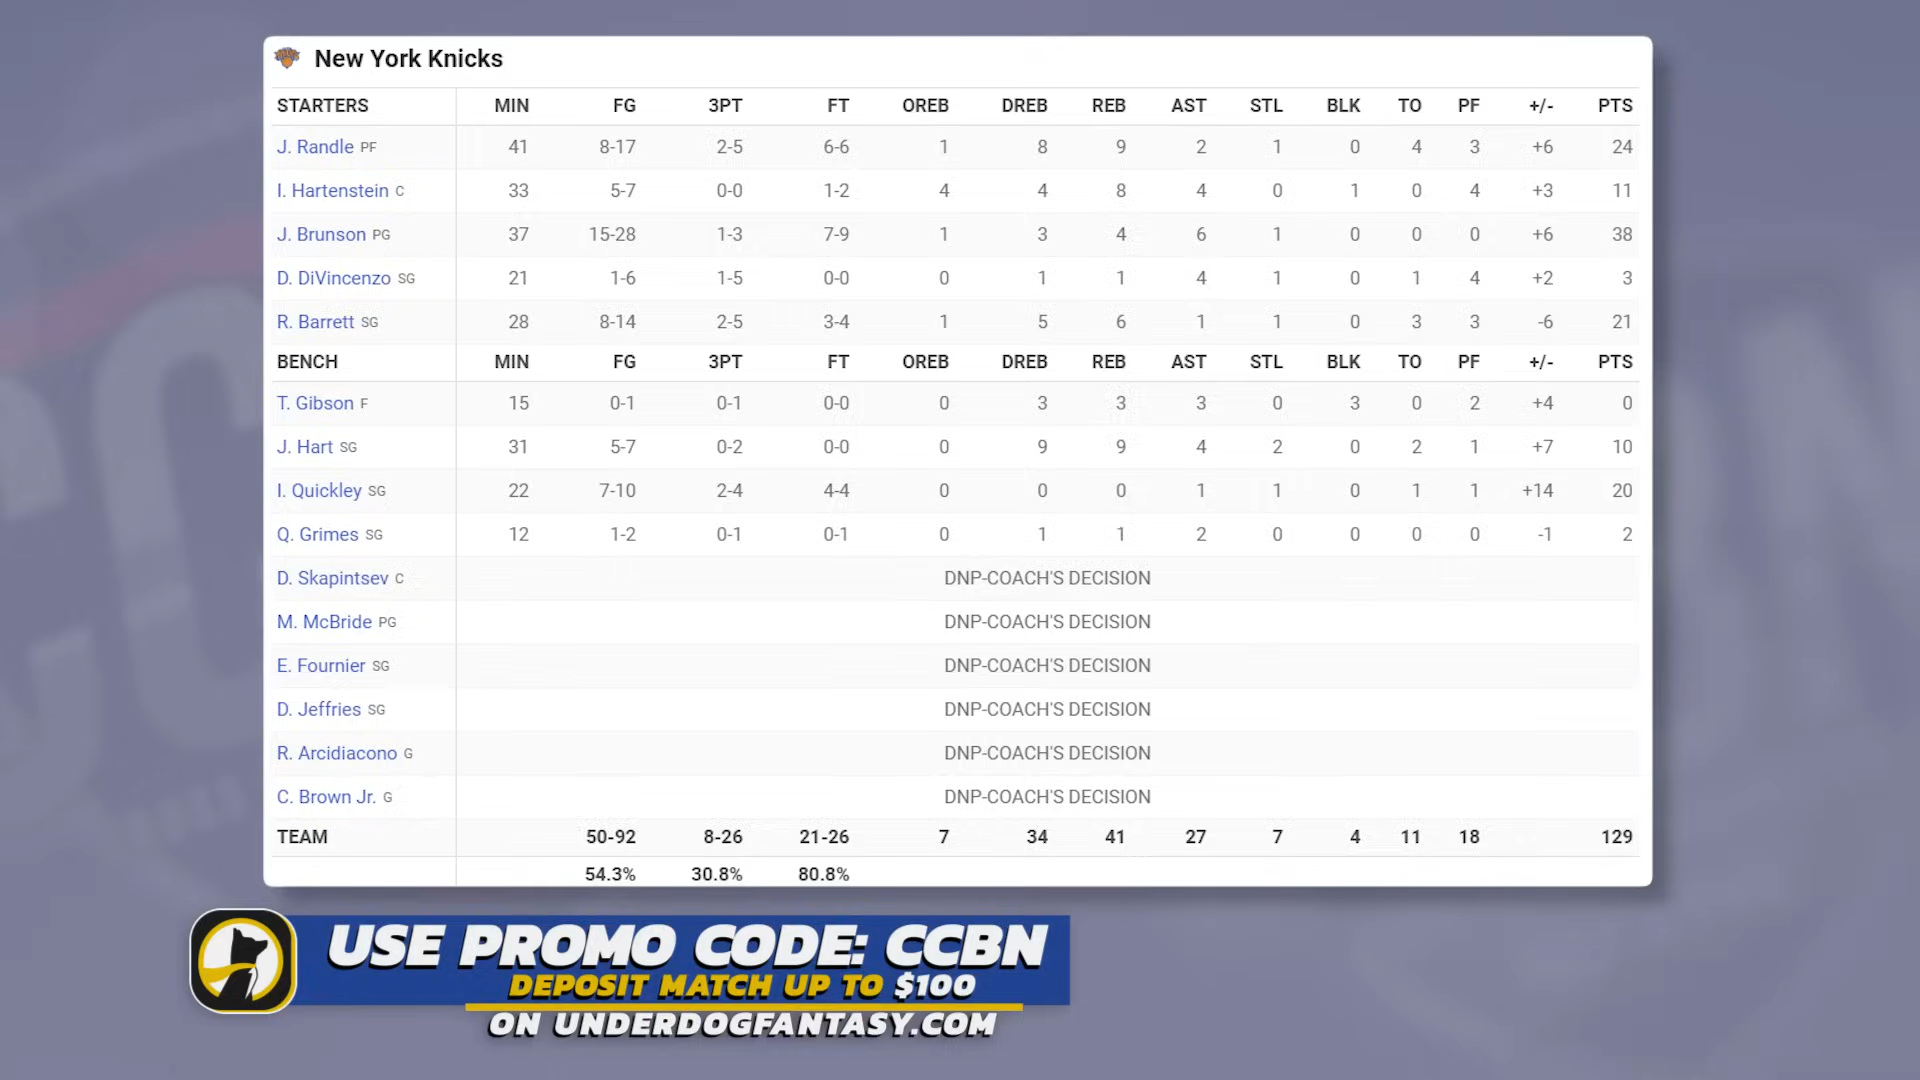 New York Knicks
STARTERS MIN FG 3PT FT OREB DREB REB AST STL BLK TO PF +/- PTS
J. Randle PF 41 8-17 2-5 6-6 1 8 9 2 1 0 4 3 +6 24
I. Hartenstein C 33 5-7 0-0 1-2 4 4 8 4 0 1 0 4 +3 11
J. Brunson PG 37 15-28 1-3 7-9 1 3 4 6 1 0 0 0 +6 38
D. DiVincenzo SG 21 1-6 1-5 0-0 0 1 1 4 1 0 1 4 +2 3
R. Barrett SG 28 8-14 2-5 3-4 1 5 6 1 1 0 3 3 -6 21
BENCH MIN FG 3PT FT OREB DREB REB AST STL BLK TO PF +/- PTS
T. Gibson F 15 0-1 0-1 0-0 0 3 3 3 0 3 0 2 +4 0
J. Hart SG 31 5-7 0-2 0-0 0 9 9 4 2 0 2 1 +7 10
I. Quickley SG 22 7-10 2-4 4-4 0 0 0 1 1 0 1 1 +14 20
Q. Grimes SG 12 1-2 0-1 0-1 0 1 1 2 0 0 0 0 -1 2
D. Skapintsev C DNP-COACH'S DECISION
M. McBride PG DNP-COACH'S DECISION
E. Fournier SG DNP-COACH'S DECISION
D. Jeffries SG DNP-COACH'S DECISION
R. Arcidiacono G DNP-COACH'S DECISION
C. Brown Jr. G DNP-COACH'S DECISION
TEAM 50-92 8-26 21-26 7 34 41 27 7 4 11 18 129
54.3% 30.8% 80.8%
USE PROMO CODE: CCBN
DEPOSIT MATCH UP TO $100
ON UNDERDOGFANTASY.COM